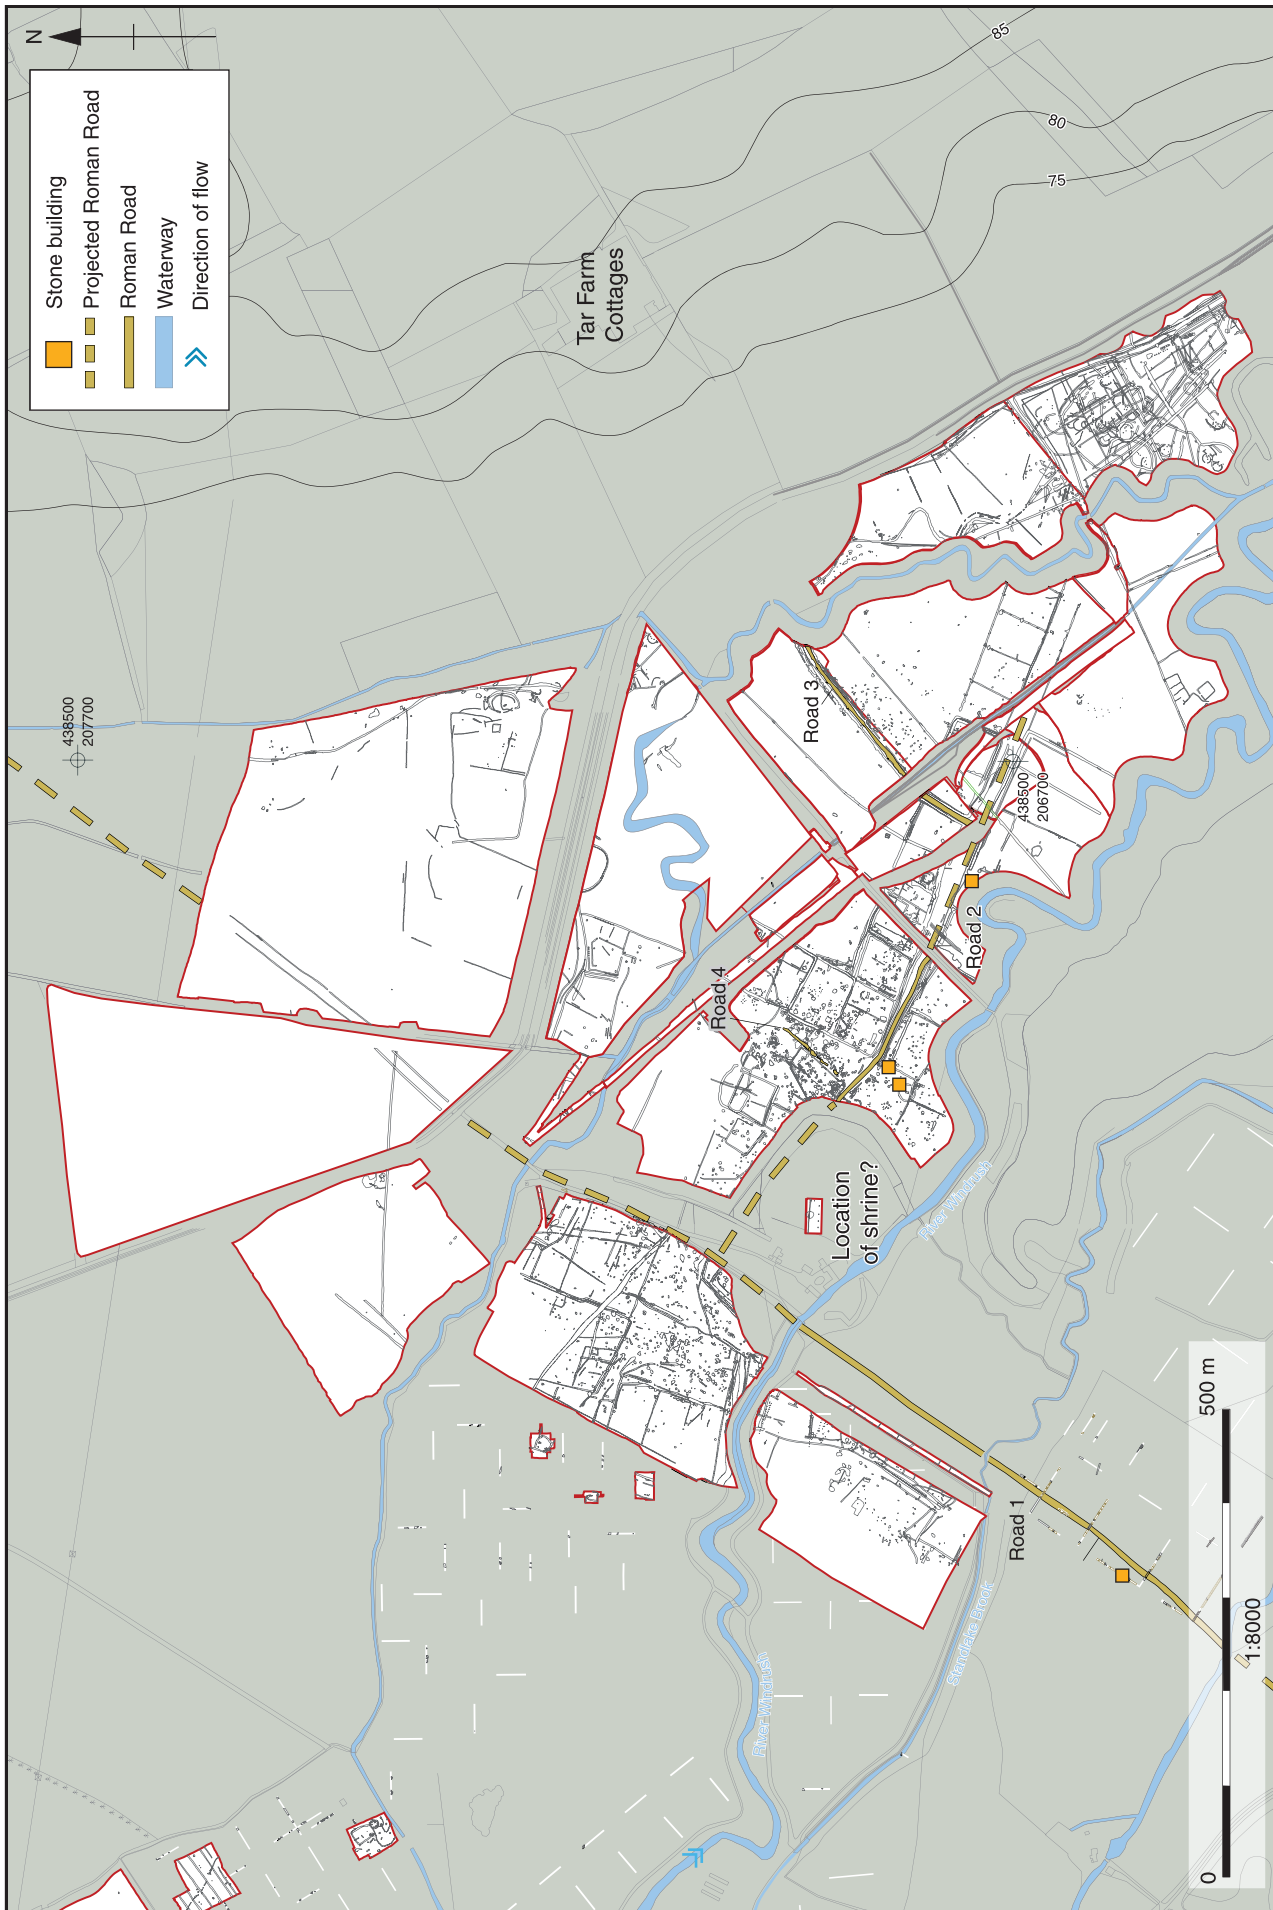 N
Stone building
Projected Roman Road
Roman Road
Waterway
Direction of flow
85
80
75
Tar Farm
Cottages
438500
207700
Road 3
438500
206700
Road 2
Road 4
Location
of shrine?
River Windrush
Road 1
Standlake Brook
River Windrush
0
500 m
1:8000